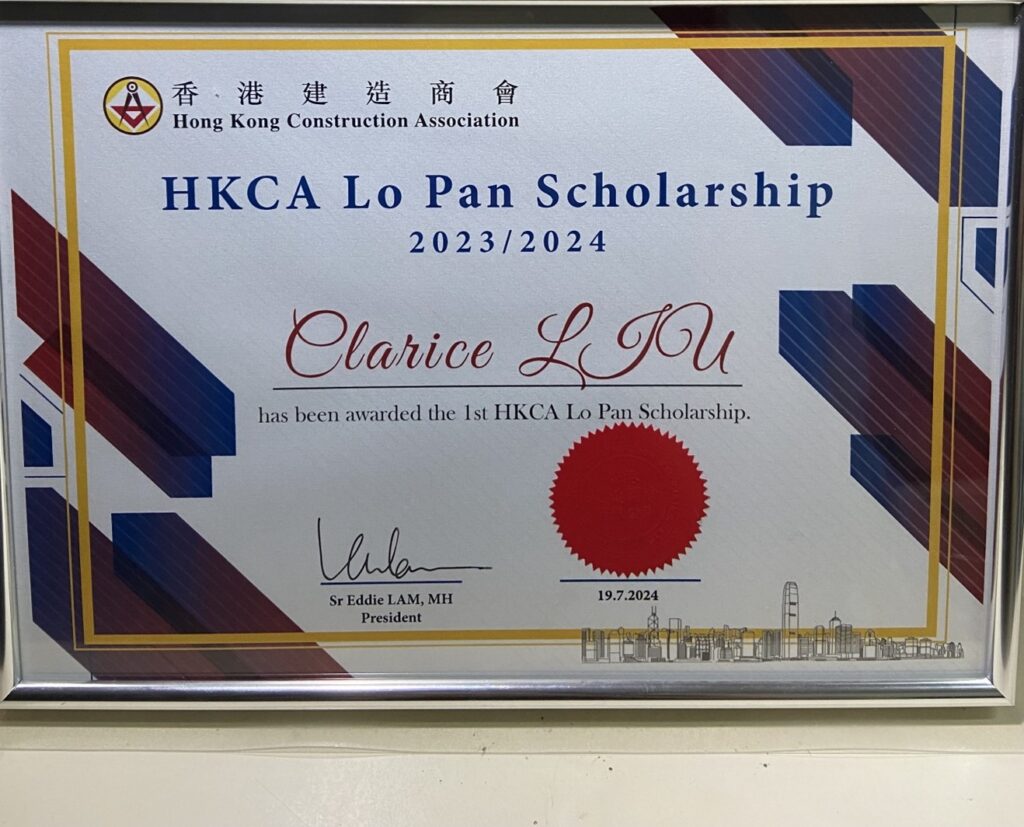 香港建造商會
Hong Kong Construction Association
HKCA Lo Pan Scholarship
2023/2024
Clarice LIU
has been awarded the 1st HKCA Lo Pan Scholarship.
Sr Eddie LAM, MH
President
19.7.2024